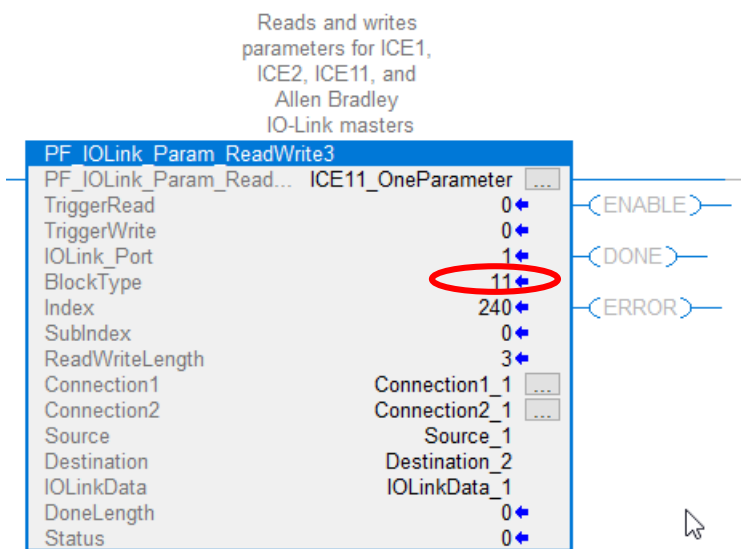 Reads and writes
parameters for ICE1,
ICE2, ICE11, and
Allen Bradley
IO-Link masters
PF_IOLink_Param_ReadWrite3
PF_IOLink_Param_Read... ICE11_OneParameter ...
TriggerRead 0
ENABLE
TriggerWrite 0
IOLink_Port 1
DONE
BlockType 11
Index 240
ERROR
SubIndex 0
ReadWriteLength 3
Connection1 Connection1_1 ...
Connection2 Connection2_1 ...
Source Source_1
Destination Destination_2
IOLinkData IOLinkData_1
DoneLength 0
Status 0